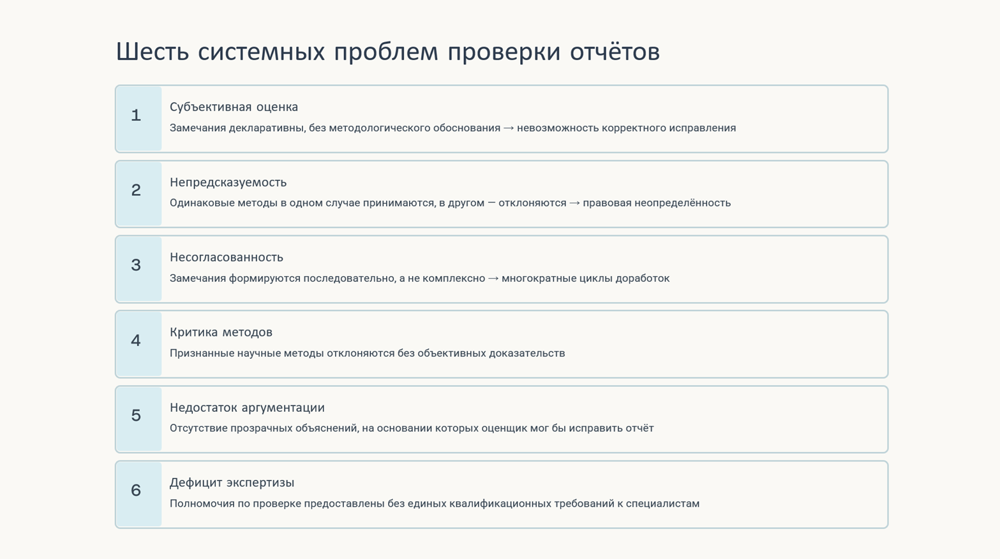 Шесть системных проблем проверки отчётов
1
Субъективная оценка
Замечания декларативны, без методологического обоснования → невозможность корректного исправления
2
Непредсказуемость
Одинаковые методы в одном случае принимаются, в другом — отклоняются → правовая неопределённость
3
Несогласованность
Замечания формируются последовательно, а не комплексно → многократные циклы доработок
4
Критика методов
Признанные научные методы отклоняются без объективных доказательств
5
Недостаток аргументации
Отсутствие прозрачных объяснений, на основании которых оценщик мог бы исправить отчёт
6
Дефицит экспертизы
Полномочия по проверке предоставлены без единых квалификационных требований к специалистам